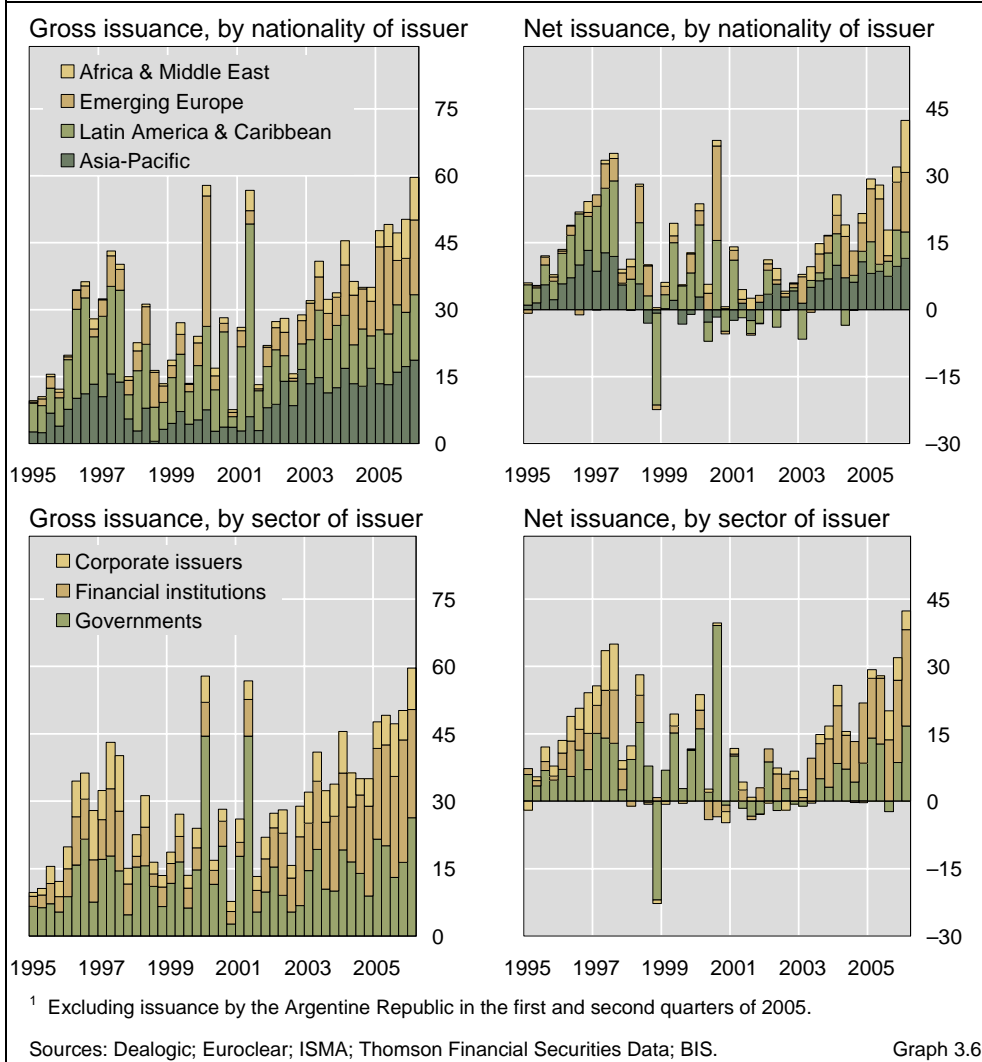 Gross issuance, by nationality of issuer
Africa & Middle East
Emerging Europe
Latin America & Caribbean
Asia-Pacific
75
60
45
30
15
0
1995 1997 1999 2001 2003 2005
Net issuance, by nationality of issuer
45
30
15
0
–15
–30
1995 1997 1999 2001 2003 2005
Gross issuance, by sector of issuer
Corporate issuers
Financial institutions
Governments
75
60
45
30
15
0
1995 1997 1999 2001 2003 2005
Net issuance, by sector of issuer
45
30
15
0
–15
–30
1995 1997 1999 2001 2003 2005
1 Excluding issuance by the Argentine Republic in the first and second quarters of 2005.
Sources: Dealogic; Euroclear; ISMA; Thomson Financial Securities Data; BIS. Graph 3.6